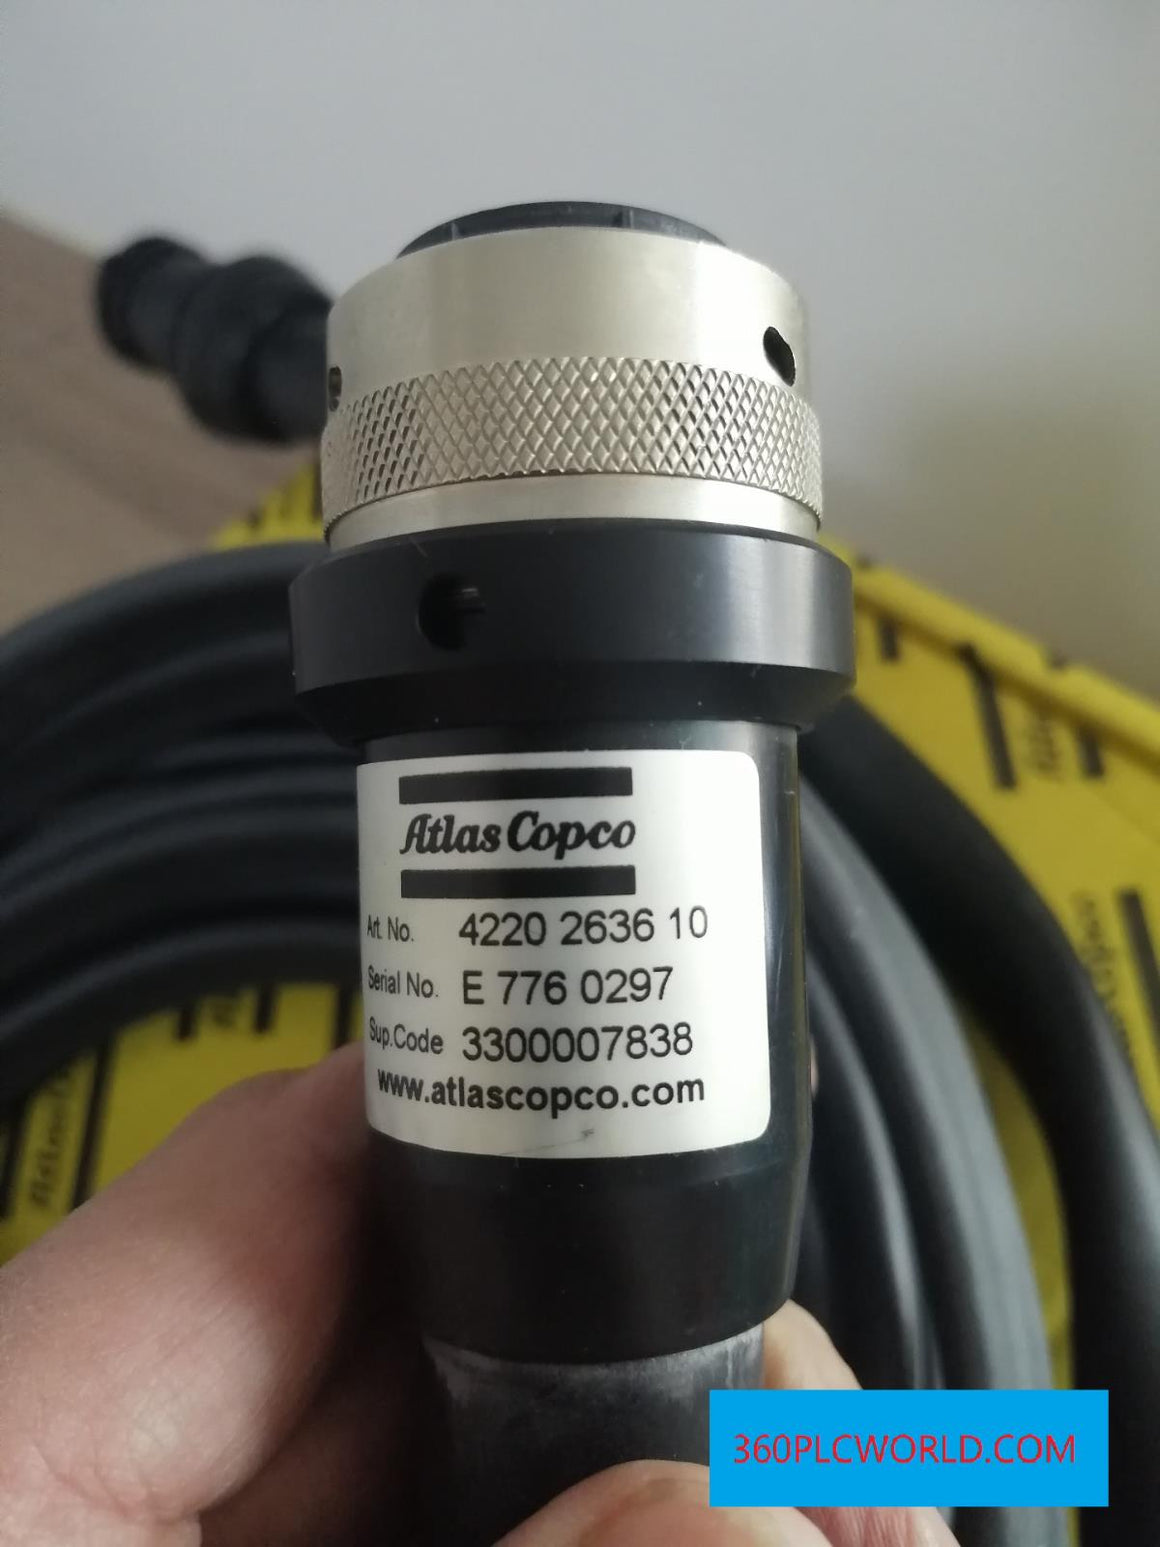 Atlas Copco
Art. No. 4220 2636 10
Serial No. E 776 0297
Sup.Code 3300007838
www.atlascopco.com
360PLCWORLD.COM